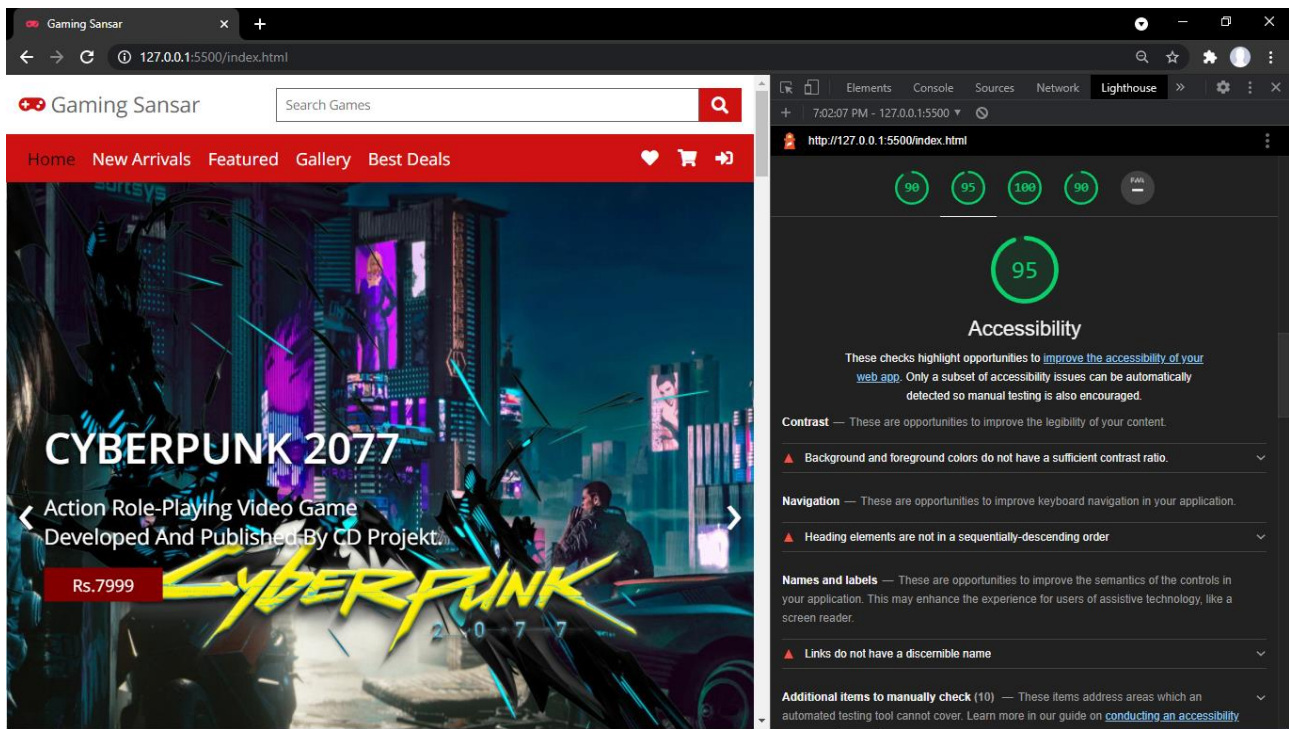 Gaming Sansar
127.0.0.1:5500/index.html
Gaming Sansar
Search Games
Home New Arrivals Featured Gallery Best Deals
CYBERPUNK 2077
Action Role-Playing Video Game
Developed And Published By CD Projekt.
Rs.7999
CYBERPUNK
2077
Elements Console Sources Network Lighthouse »
7:02:07 PM - 127.0.0.1:5500
http://127.0.0.1:5500/index.html
90 95 100 90 PWA
95
Accessibility
These checks highlight opportunities to improve the accessibility of your
web app. Only a subset of accessibility issues can be automatically
detected so manual testing is also encouraged.
Contrast — These are opportunities to improve the legibility of your content.
Background and foreground colors do not have a sufficient contrast ratio.
Navigation — These are opportunities to improve keyboard navigation in your application.
Heading elements are not in a sequentially-descending order
Names and labels — These are opportunities to improve the semantics of the controls in
your application. This may enhance the experience for users of assistive technology, like a
screen reader.
Links do not have a discernible name
Additional items to manually check (10) — These items address areas which an
automated testing tool cannot cover. Learn more in our guide on conducting an accessibility